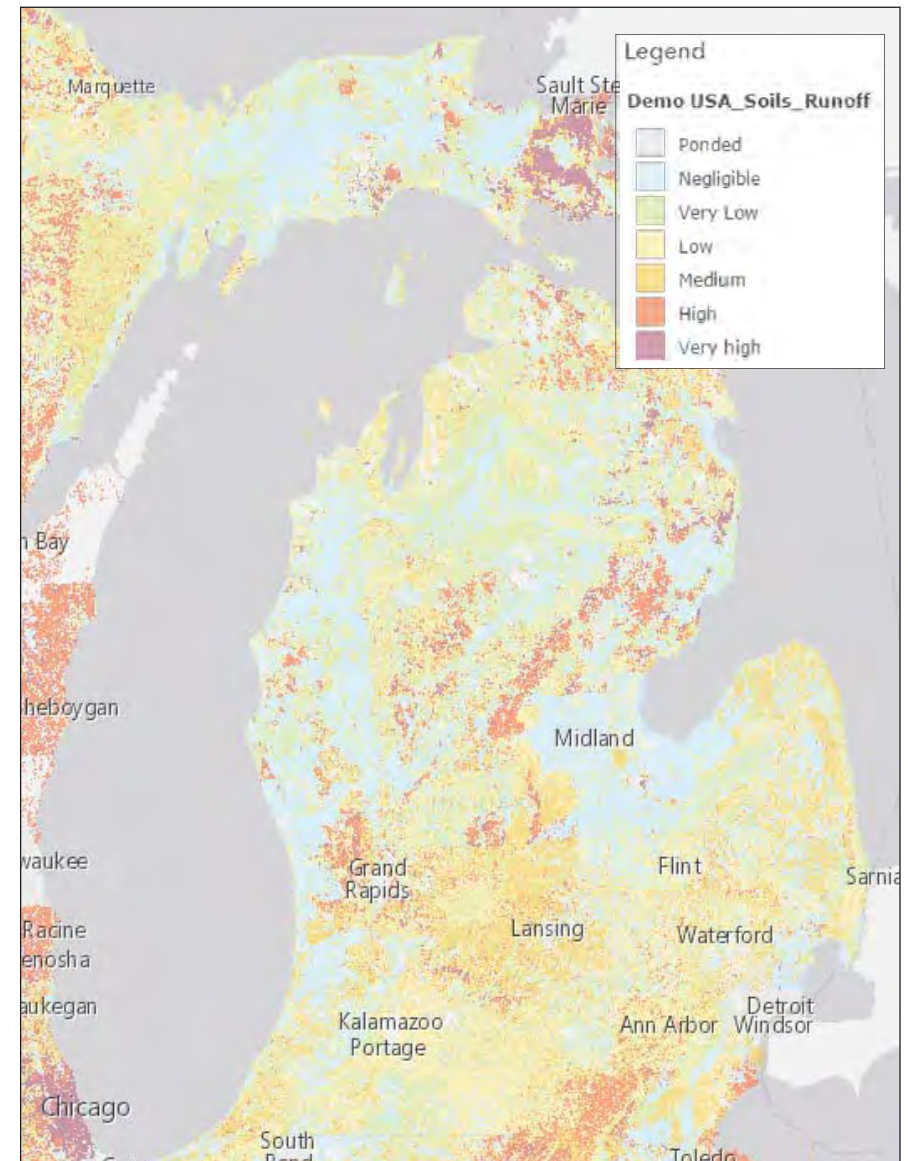 Legend
Demo USA_Soils_Runoff
Ponded
Negligible
Very Low
Low
Medium
High
Very high
Marquette
Sault Ste
Marie
n Bay
heboygan
Midland
waukee
Grand
Rapids
Flint
Sarnia
Racine
enosha
Lansing
Waterford
aukegan
Kalamazoo
Portage
Ann Arbor
Detroit
Windsor
Chicago
South
Bend
Toledo